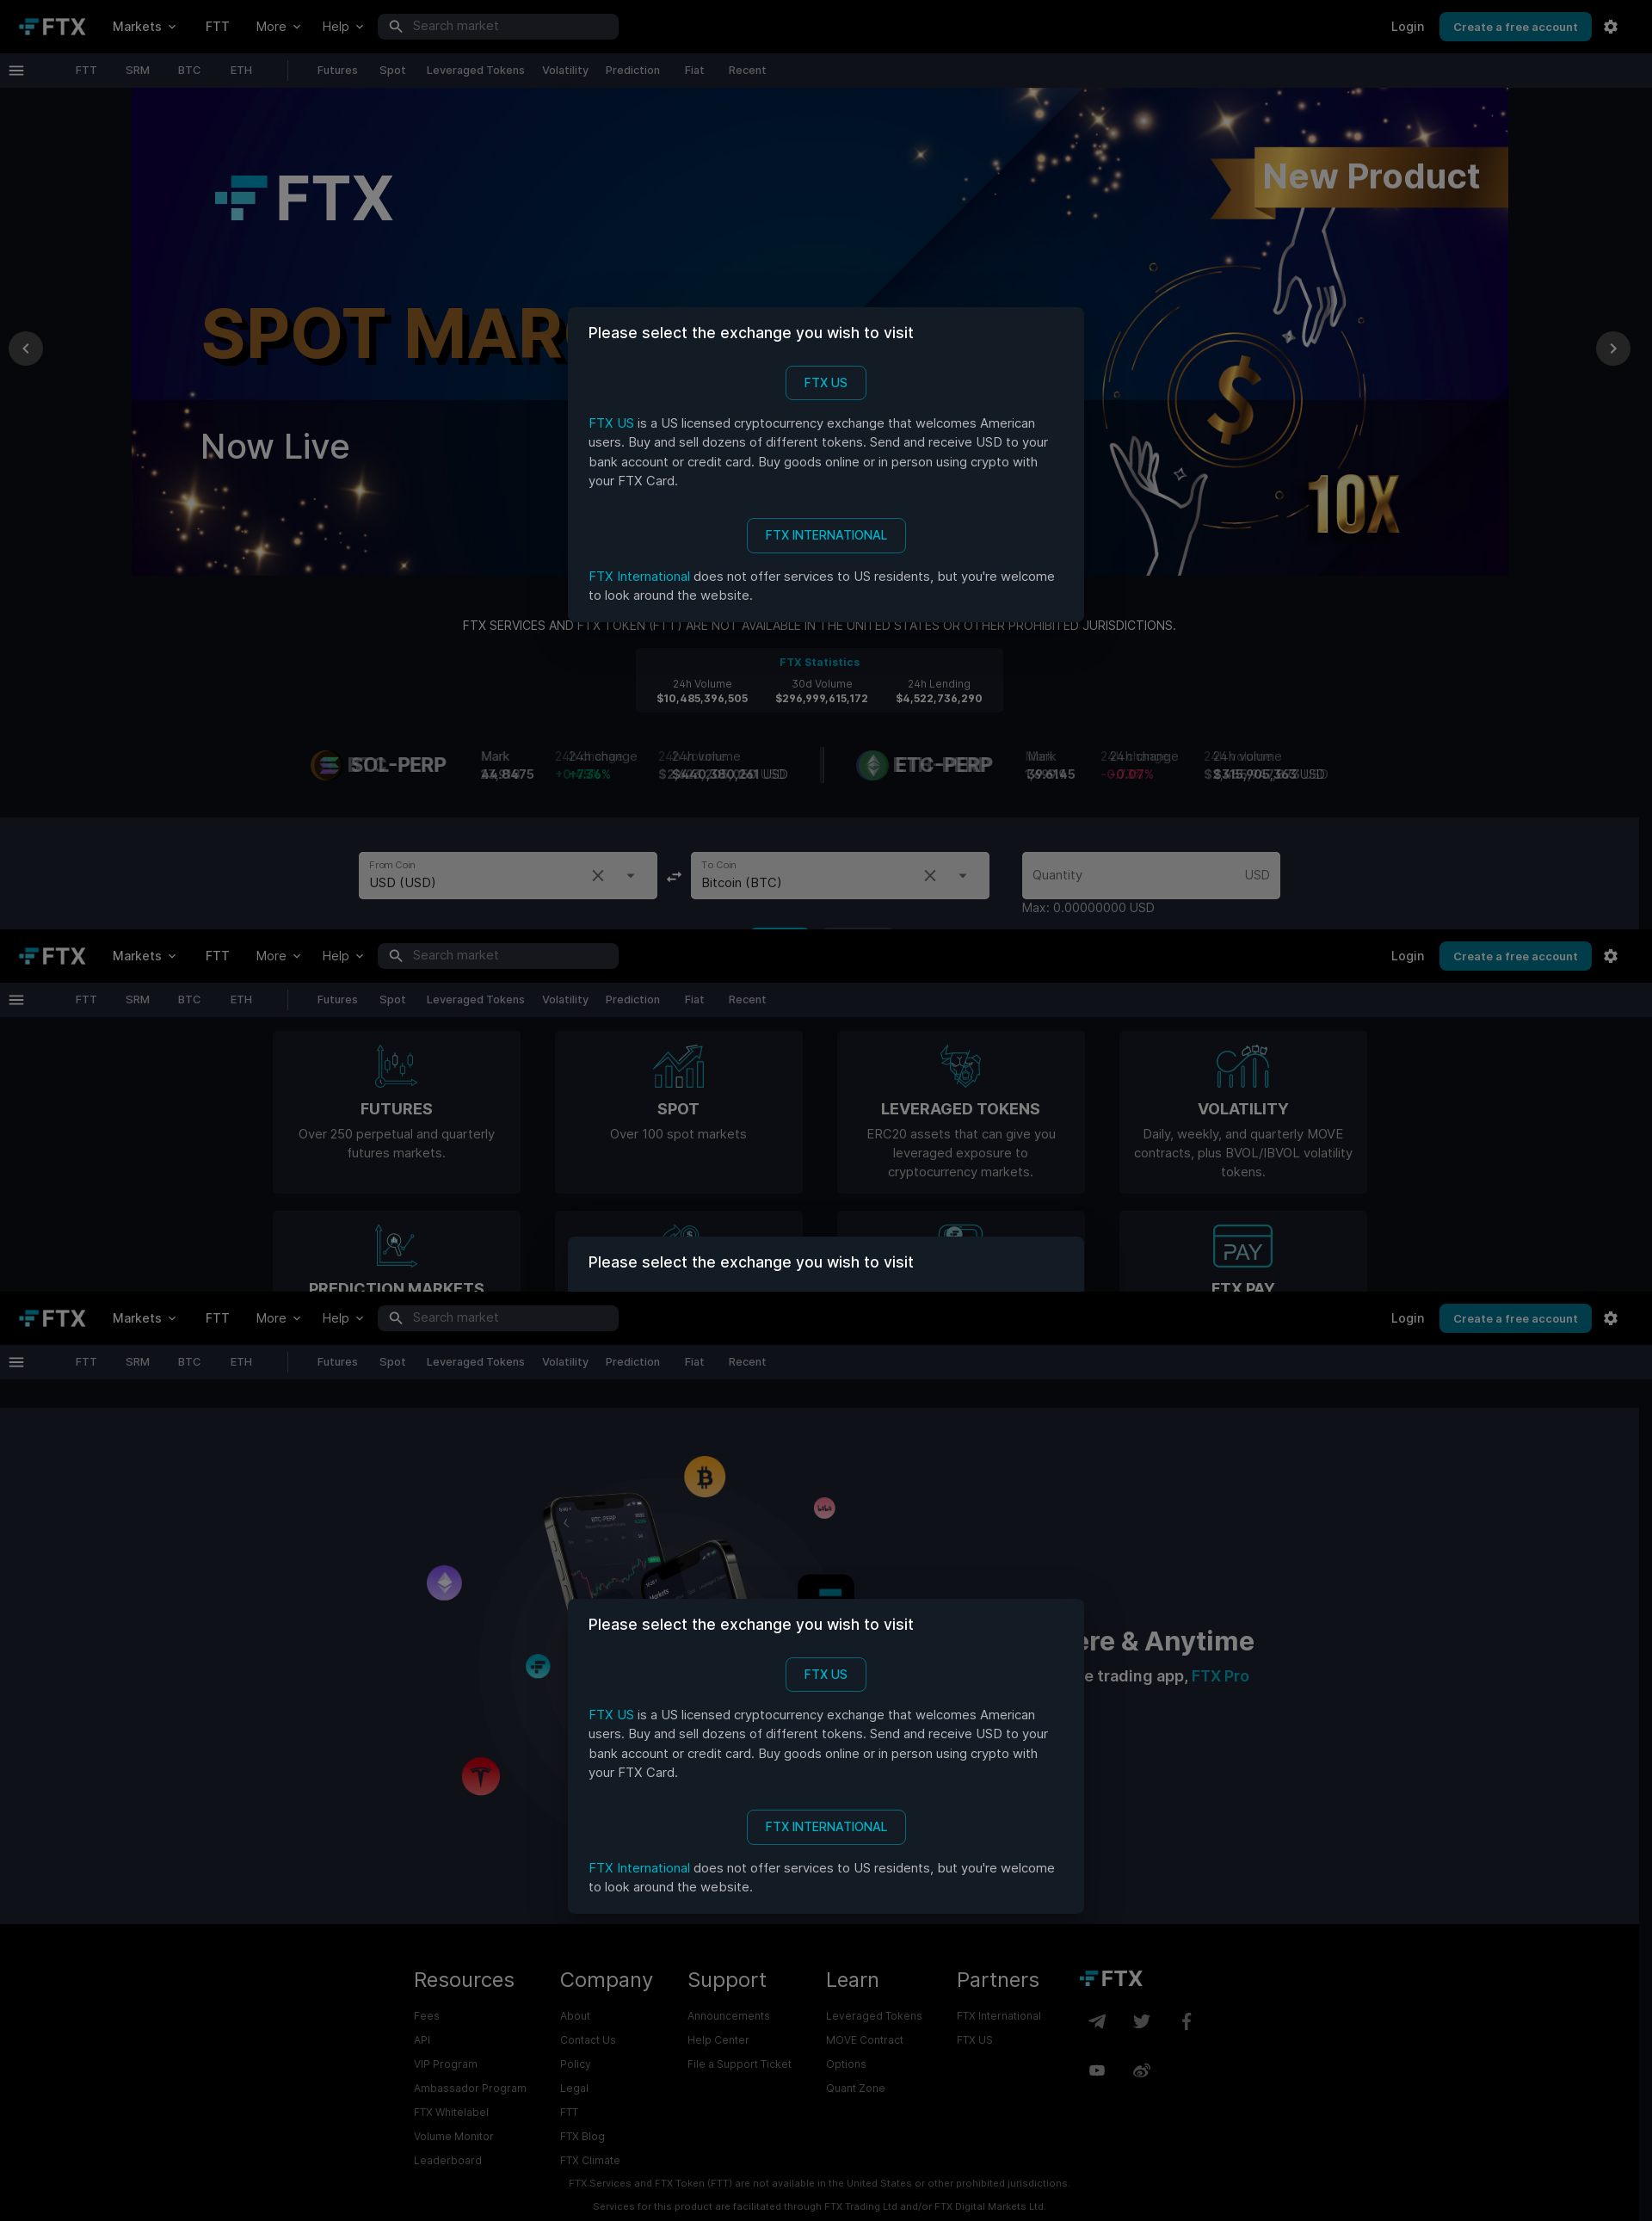 FTX Markets FTT More Help Search market Login Create a free account
FTT SRM BTC ETH Futures Spot Leveraged Tokens Volatility Prediction Fiat Recent
FTX
New Product
SPOT
Now Live
10X
Please select the exchange you wish to visit
FTX US
FTX US is a US licensed cryptocurrency exchange that welcomes American
users. Buy and sell dozens of different tokens. Send and receive USD to your
bank account or credit card. Buy goods online or in person using crypto with
your FTX Card.
FTX INTERNATIONAL
FTX International does not offer services to US residents, but you're welcome
to look around the website.
FTX SERVICES AND FTX TOKEN (FTT) ARE NOT AVAILABLE IN THE UNITED STATES OR OTHER PROHIBITED JURISDICTIONS.
FTX Statistics
24h Volume 30d Volume 24h Lending
$10,485,396,505 $296,999,615,172 $4,522,736,290
Mark 24h change 24h volume Mark 24h change 24h volume
SOL-PERP ETC-PERP
+7.36% $440,380,261 USD 39.6145 $315,905,363 USD
From Coin To Coin
USD (USD) Bitcoin (BTC) Quantity USD
Max: 0.00000000 USD
FTX Markets FTT More Help Search market Login Create a free account
FTT SRM BTC ETH Futures Spot Leveraged Tokens Volatility Prediction Fiat Recent
FUTURES
Over 250 perpetual and quarterly
futures markets.
SPOT
Over 100 spot markets
LEVERAGED TOKENS
ERC20 assets that can give you
leveraged exposure to
cryptocurrency markets.
VOLATILITY
Daily, weekly, and quarterly MOVE
contracts, plus BVOL/IBVOL volatility
tokens.
PAY
Please select the exchange you wish to visit
PREDICTION MARKETS
FTX PAY
FTX Markets FTT More Help Search market Login Create a free account
FTT SRM BTC ETH Futures Spot Leveraged Tokens Volatility Prediction Fiat Recent
BTC-PERP
Markets
ere & Anytime
e trading app, FTX Pro
Please select the exchange you wish to visit
FTX US
FTX US is a US licensed cryptocurrency exchange that welcomes American
users. Buy and sell dozens of different tokens. Send and receive USD to your
bank account or credit card. Buy goods online or in person using crypto with
your FTX Card.
FTX INTERNATIONAL
FTX International does not offer services to US residents, but you're welcome
to look around the website.
Resources
Fees
API
VIP Program
Ambassador Program
FTX Whitelabel
Volume Monitor
Leaderboard
Company
About
Contact Us
Policy
Legal
FTT
FTX Blog
FTX Climate
Support
Announcements
Help Center
File a Support Ticket
Learn
Leveraged Tokens
MOVE Contract
Options
Quant Zone
Partners
FTX International
FTX US
FTX
FTX Services and FTX Token (FTT) are not available in the United States or other prohibited jurisdictions.
Services for this product are facilitated through FTX Trading Ltd and/or FTX Digital Markets Ltd.